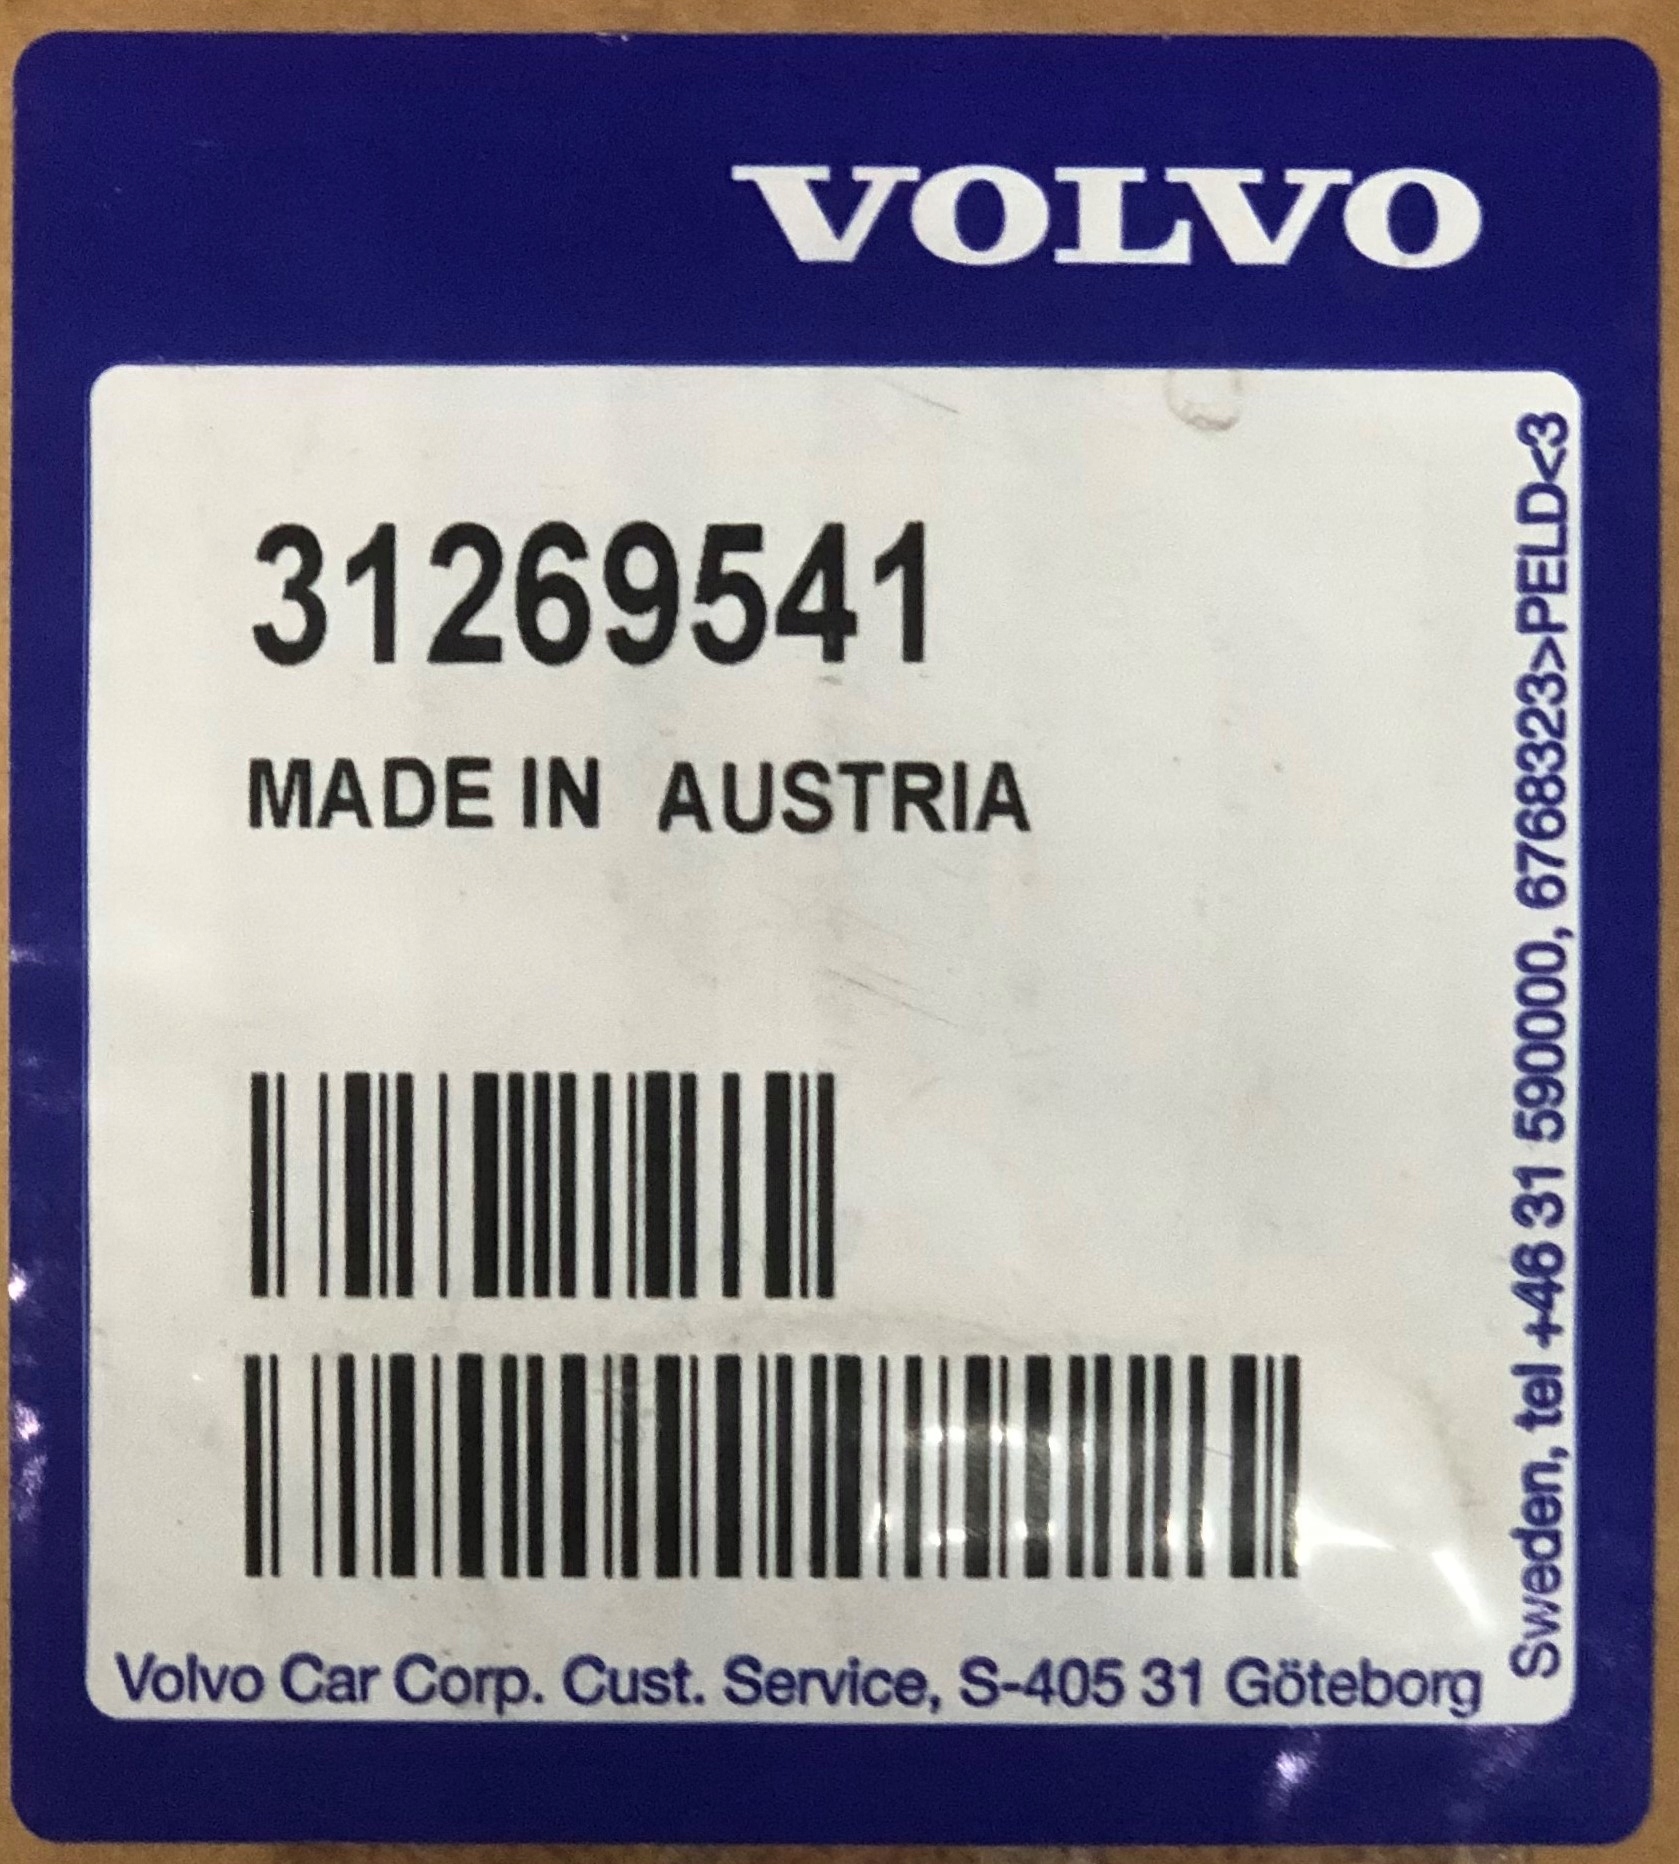 VOLVO
31269541
MADE IN AUSTRIA
Volvo Car Corp. Cust. Service, S-405 31 Göteborg
Sweden, tel +46 31 590000, 6768323>PELD<3